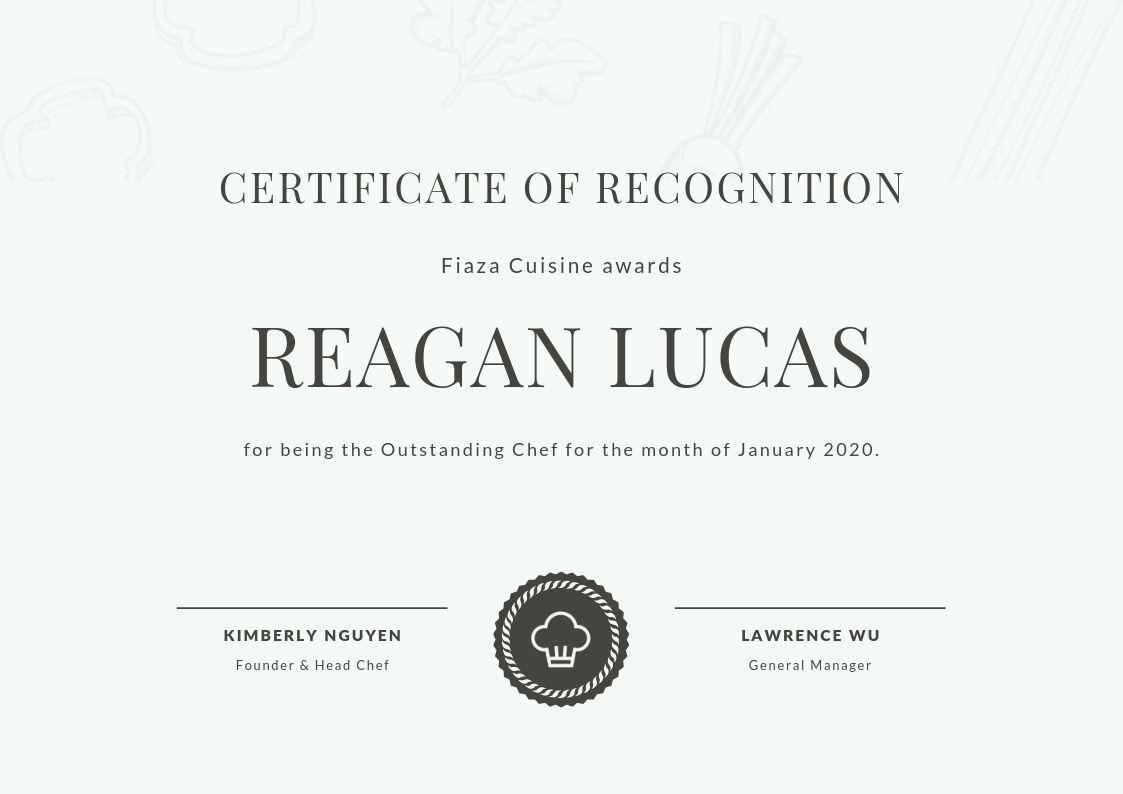 CERTIFICATE OF RECOGNITION
Fiaza Cuisine awards
REAGAN LUCAS
for being the Outstanding Chef for the month of January 2020.
KIMBERLY NGUYEN
Founder & Head Chef
LAWRENCE WU
General Manager